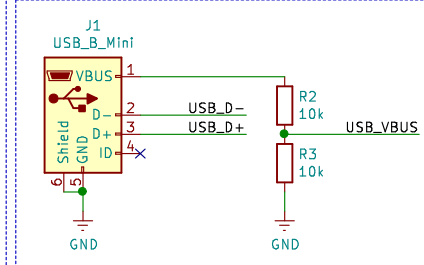 J1
USB_B_Mini
VBUS 1
D- 2
D+ 3
ID 4
Shield
GND
6
5
GND
USB_D-
USB_D+
R2
10k
USB_VBUS
R3
10k
GND